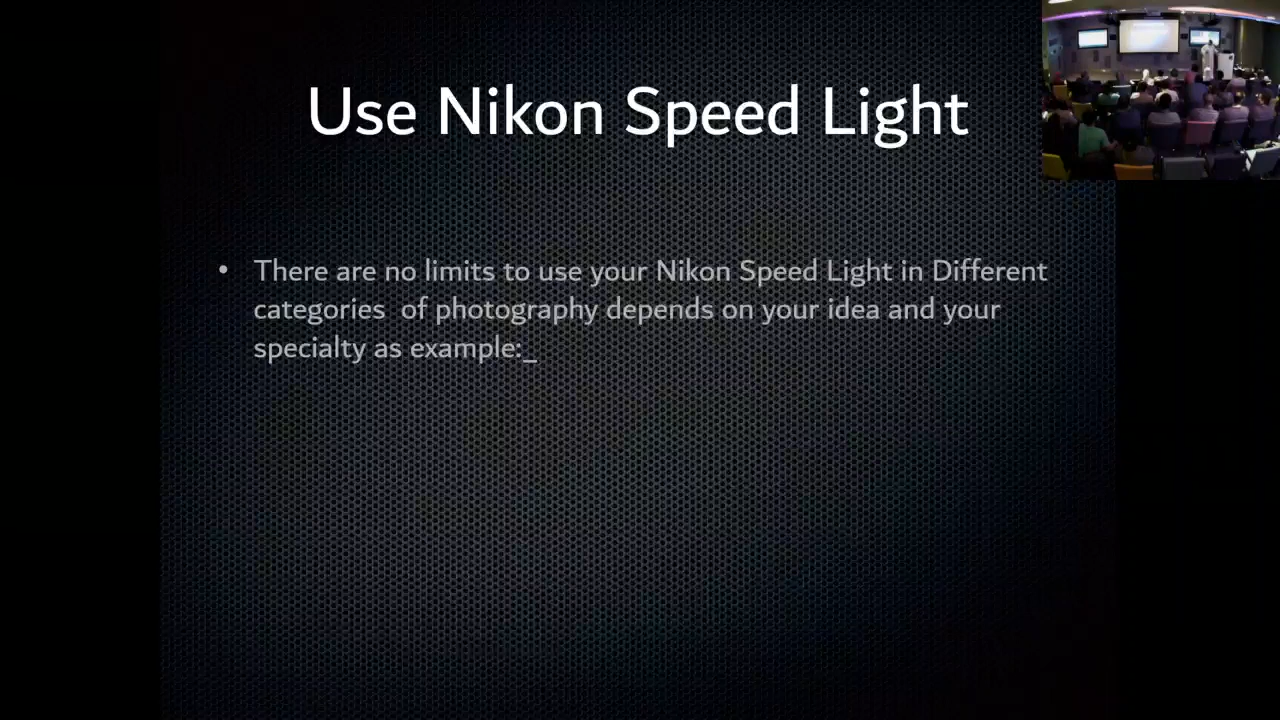 Use Nikon Speed Light
• There are no limits to use your Nikon Speed Light in Different
categories  of photography depends on your idea and your
specialty as example:_